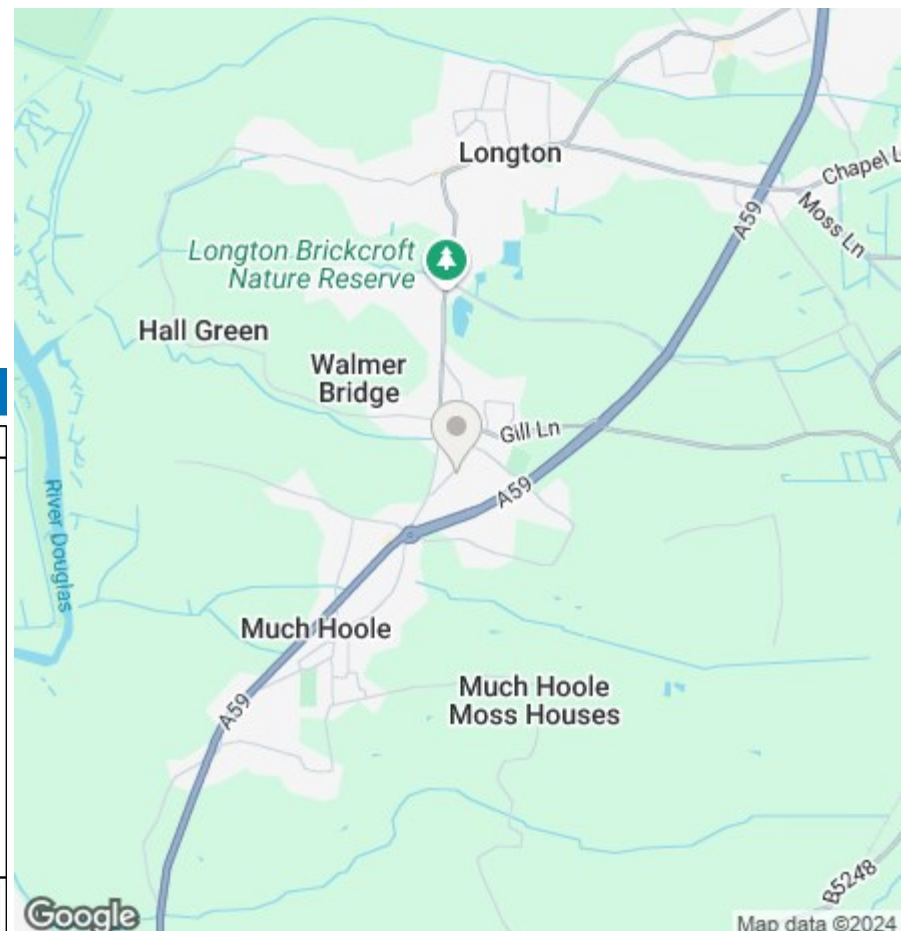 Longton
Chapel L
Moss Ln
A59
Longton Brickcroft
Nature Reserve
Hall Green
Walmer
Bridge
Gill Ln
A59
River Douglas
Much Hoole
Much Hoole
Moss Houses
A59
B5248
Google
Map data ©2024